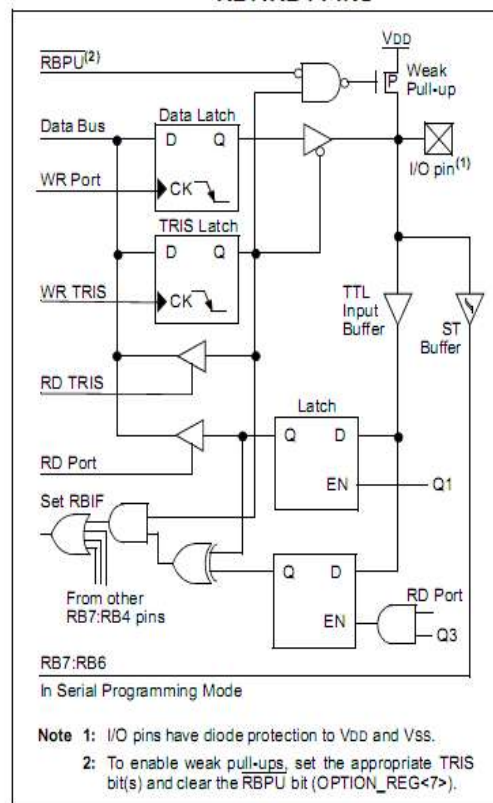 RBPU(2)
VDD
P
Weak
Pull-up
Data Latch
Data Bus
D Q
I/O pin(1)
WR Port
CK
TRIS Latch
D Q
WR TRIS
CK
TTL
Input
Buffer
ST
Buffer
RD TRIS
Latch
RD Port
Q D
EN
Q1
Set RBIF
Q D
RD Port
EN
Q3
From other
RB7:RB4 pins
RB7:RB6
In Serial Programming Mode
Note 1: I/O pins have diode protection to VDD and VSS.
2: To enable weak pull-ups, set the appropriate TRIS
bit(s) and clear the RBPU bit (OPTION_REG<7>).